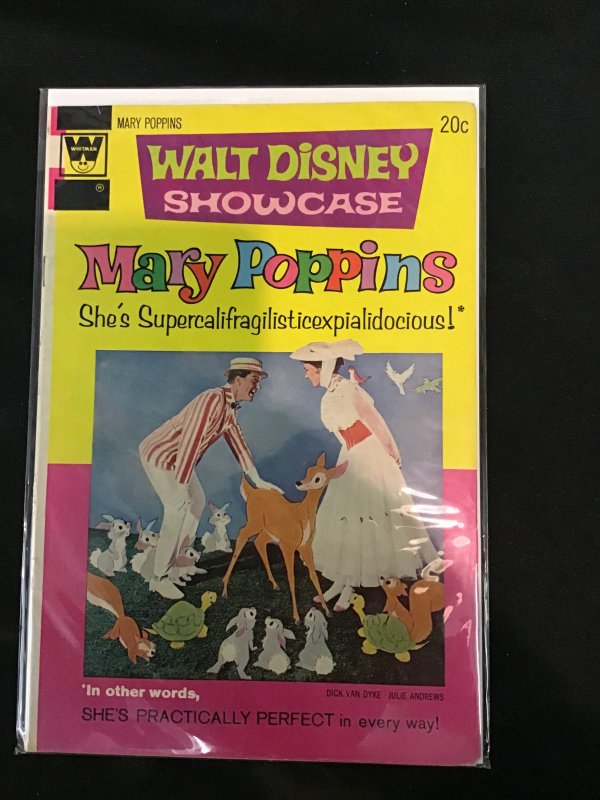 MARY POPPINS
20c
WHITMAN
®
WALT DISNEY
SHOWCASE
Mary Poppins
She's Supercalifragilisticexpialidocious!*
*In other words,
DICK VAN DYKE JULIE ANDREWS
SHE'S PRACTICALLY PERFECT in every way!